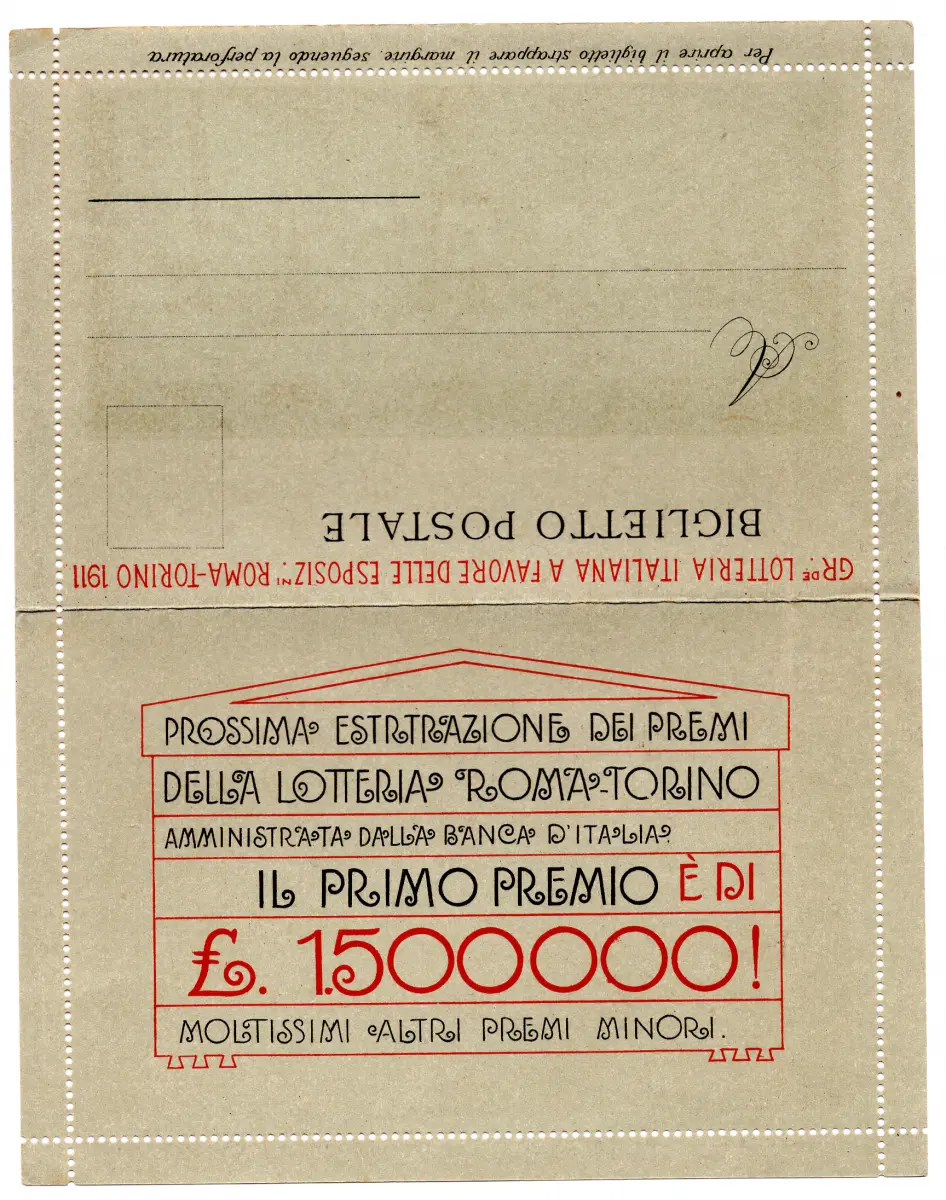 GR.DE LOTTERIA ITALIANA A FAVORE DELLE ESPOSIZ.NI ROMA-TORINO 1911.
BIGLIETTO POSTALE
A
Per aprire il biglietto strappare il margine, seguendo la perforatura
PROSSIMA ESTRTRAZIONE DEI PREMI
DELLA LOTTERIA ROMA-TORINO
AMMINISTRATA DALLA BANCA D'ITALIA.
IL PRIMO PREMIO È DI
£. 1.500000!
MOLTISSIMI ALTRI PREMI MINORI.